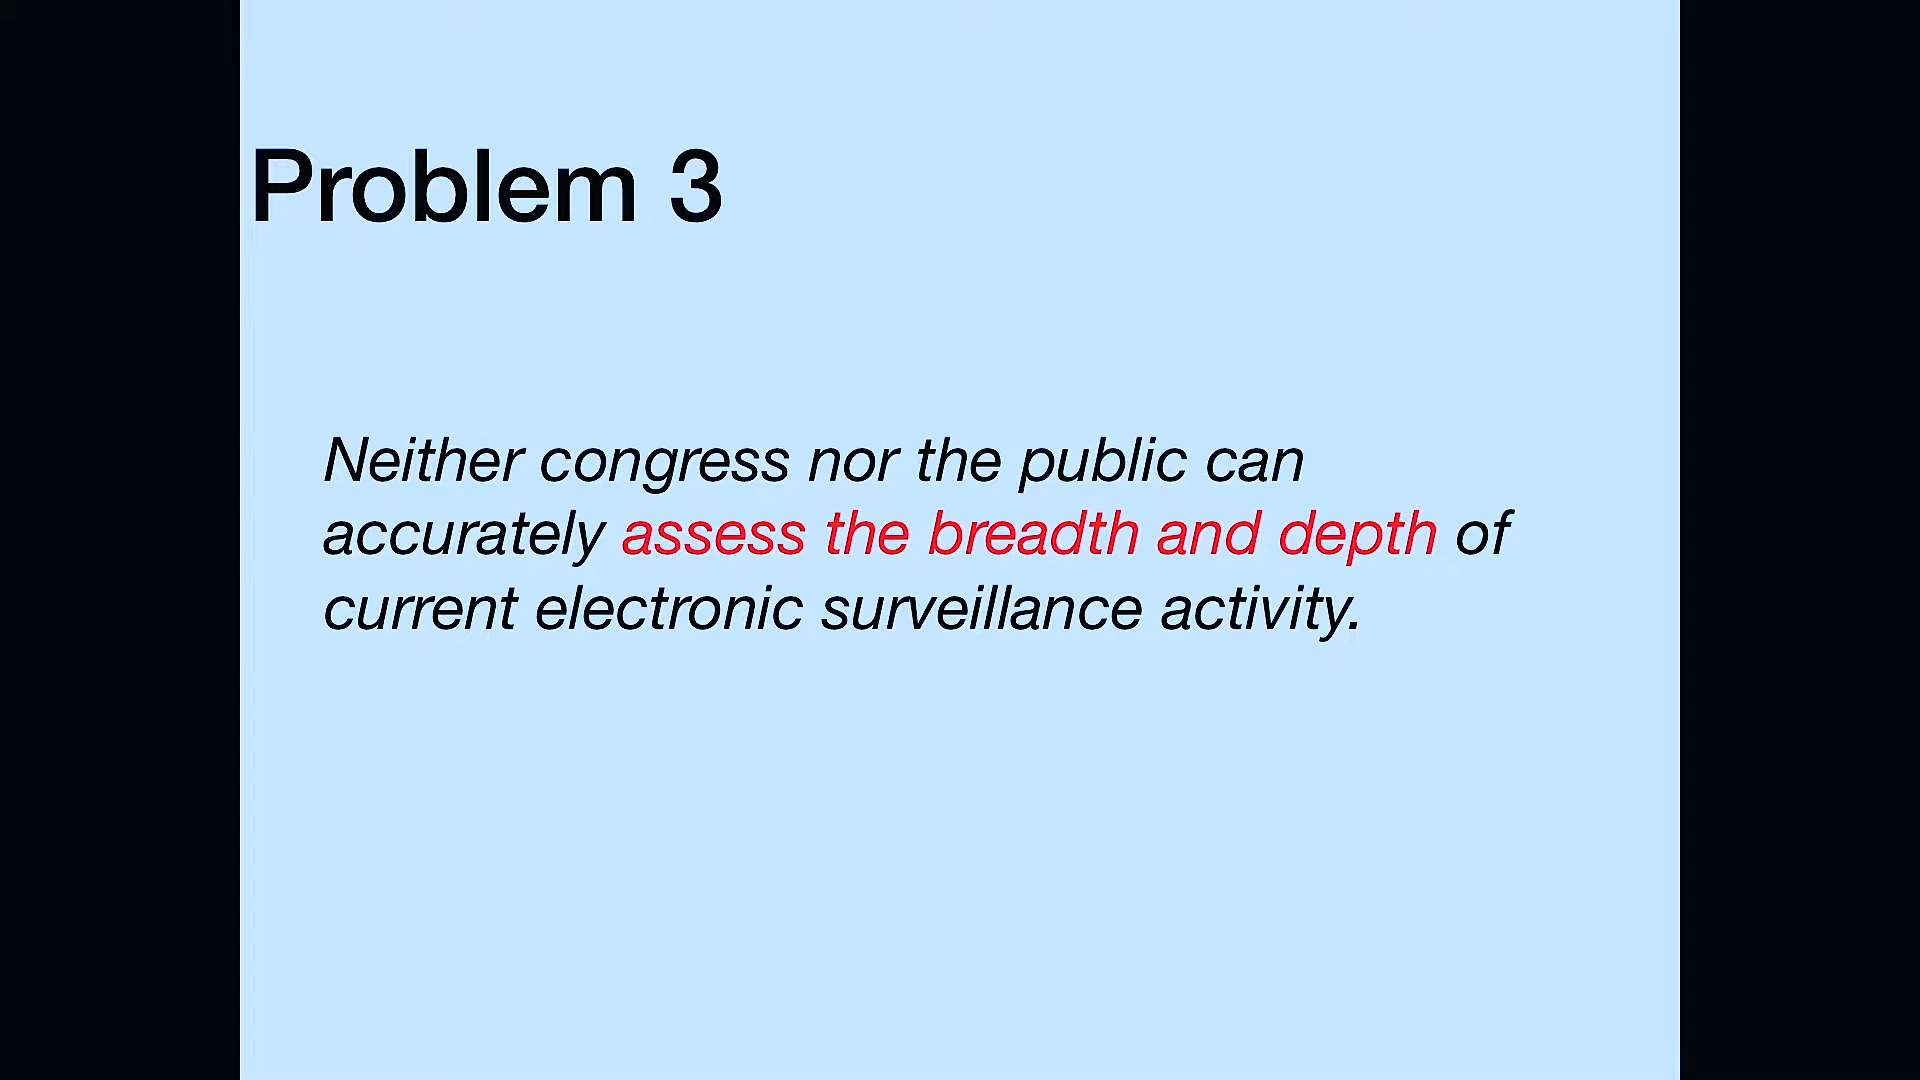 Problem 3
Neither congress nor the public can
accurately assess the breadth and depth of
current electronic surveillance activity.